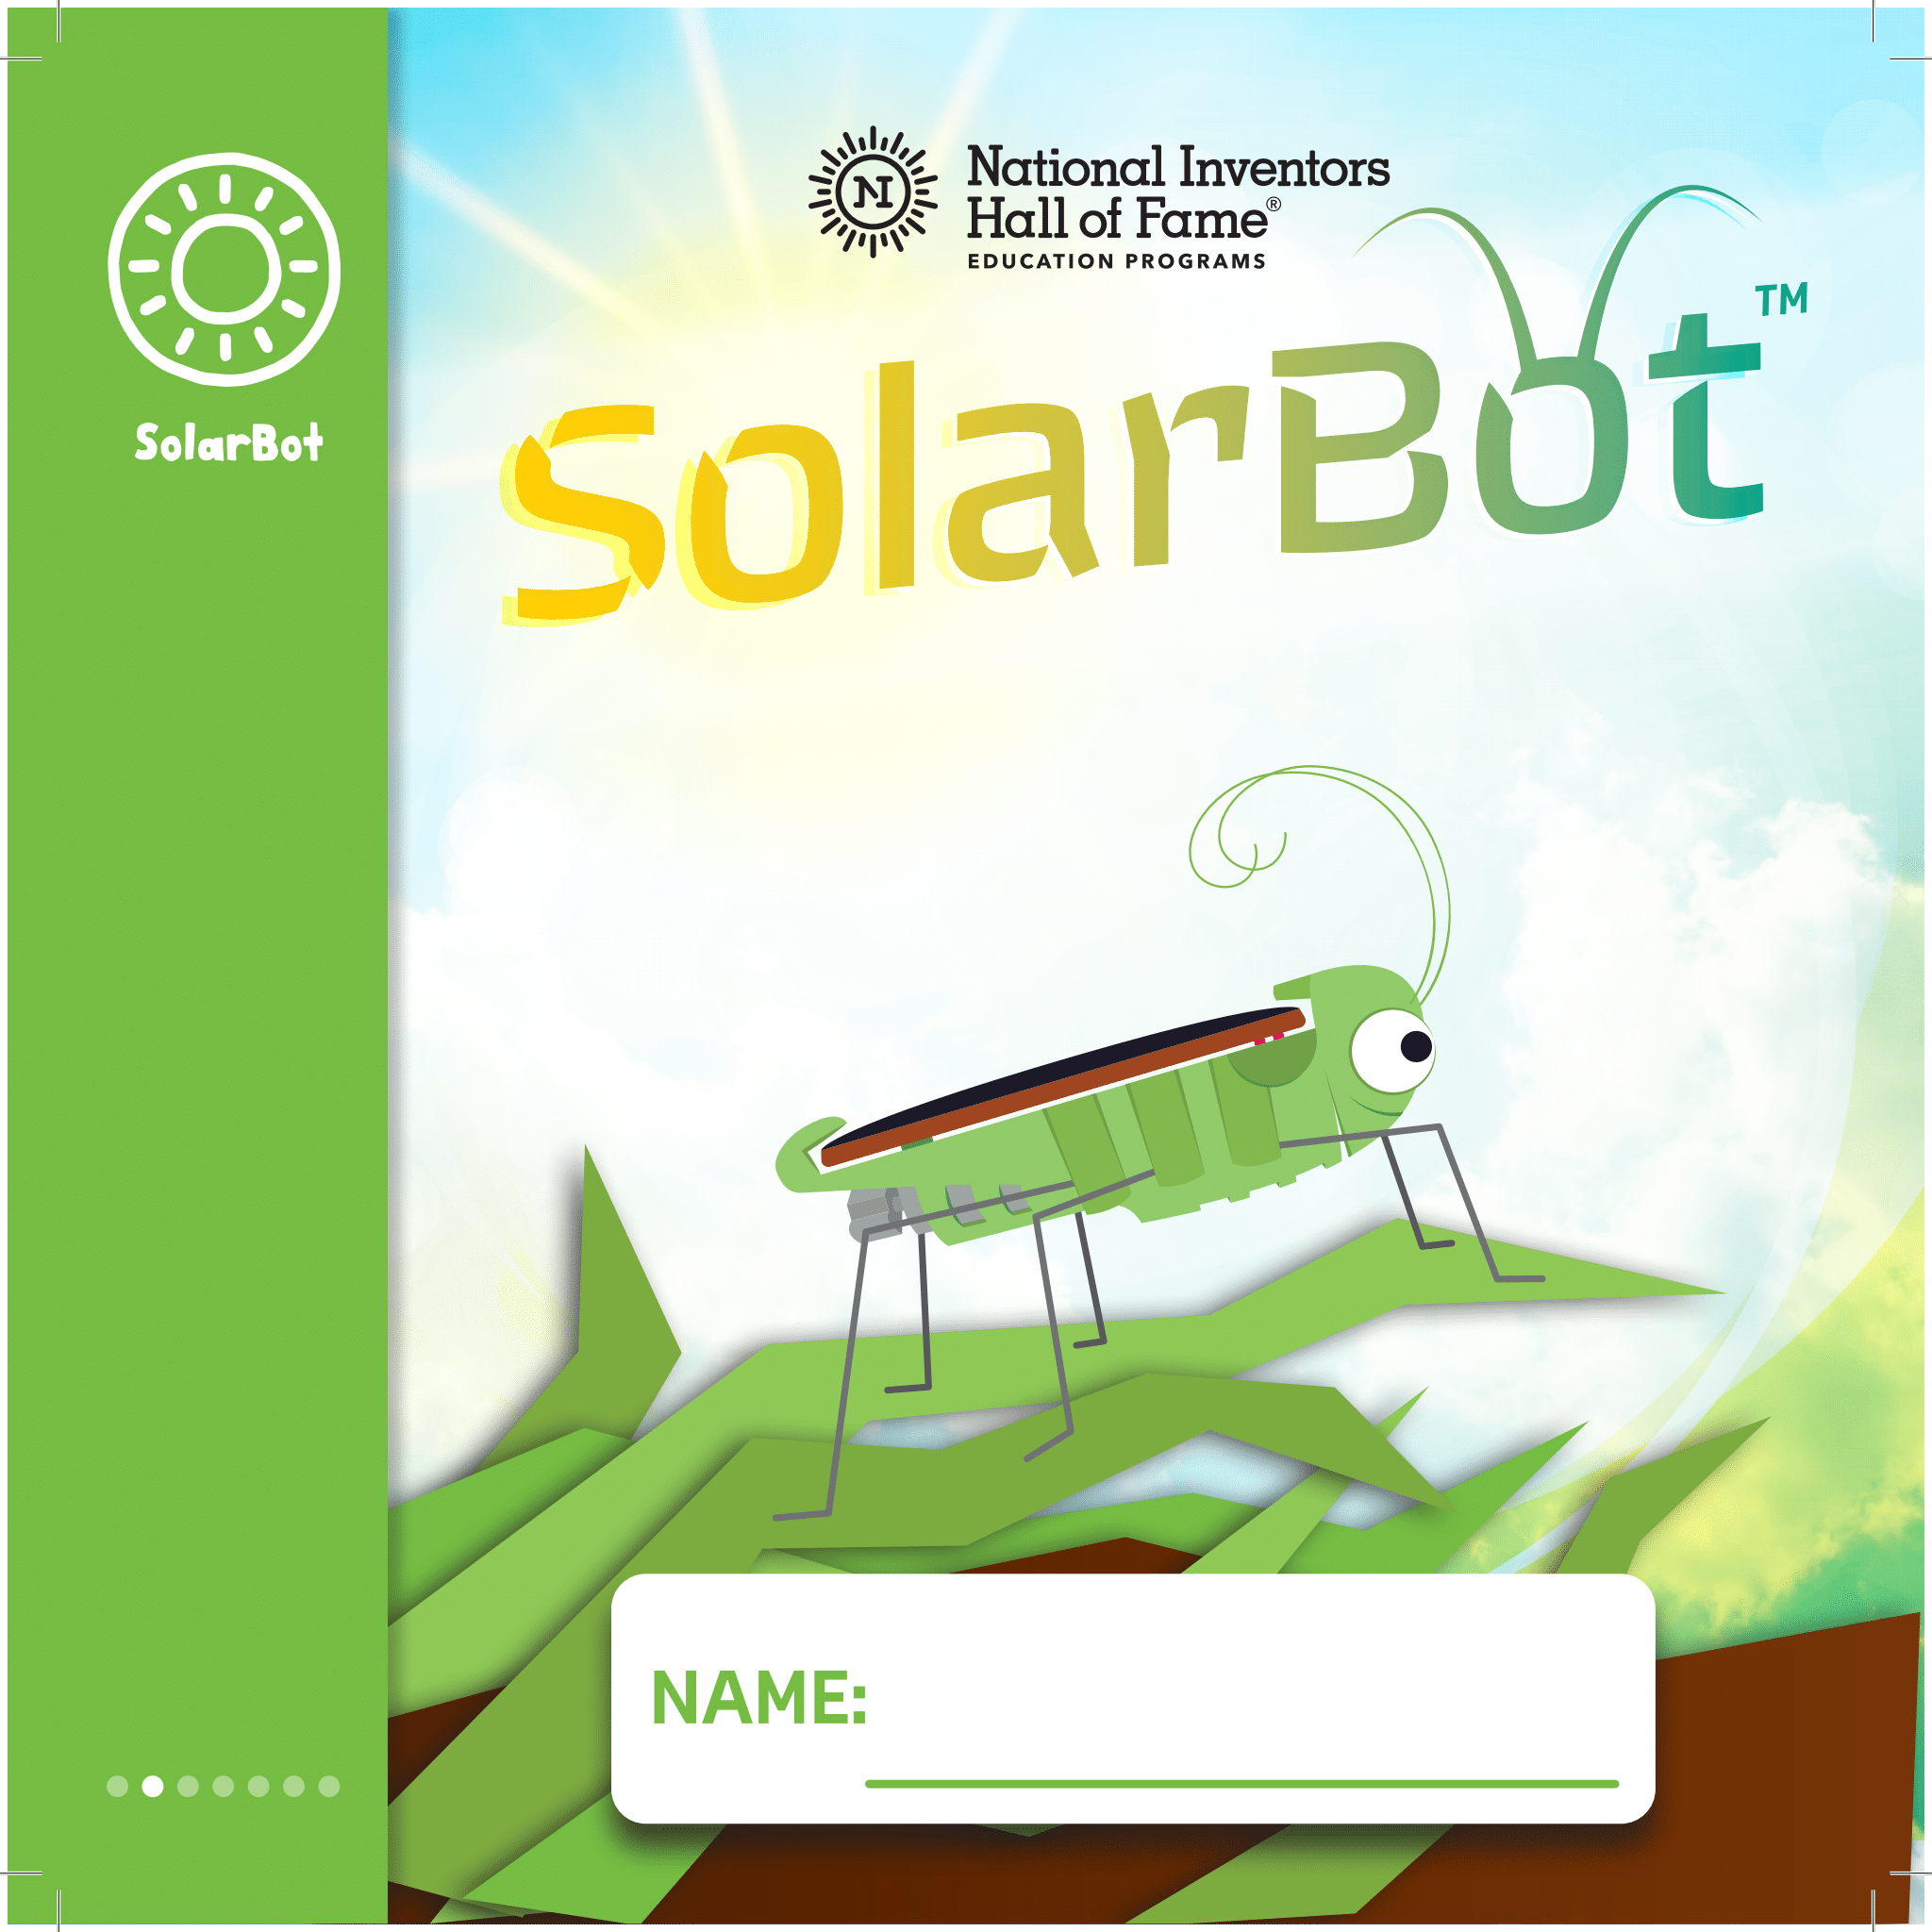 SolarBot
N
National Inventors
Hall of Fame®
EDUCATION PROGRAMS
SolarBot™
NAME: